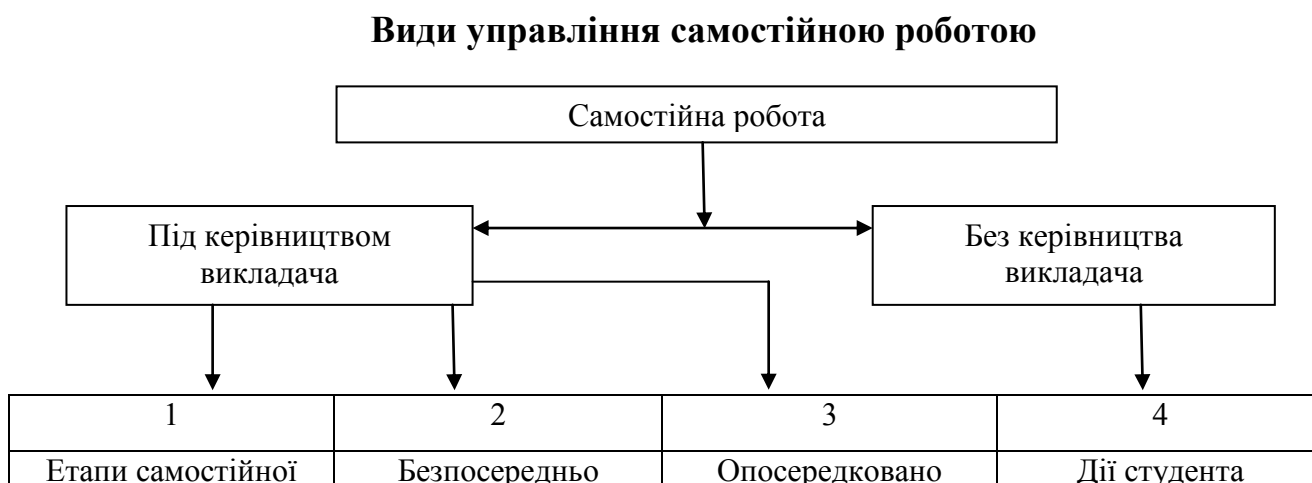 Види управління самостійною роботою
Самостійна робота
Під керівництвом
викладача
Без керівництва
викладача
1 2 3 4
Етапи самостійної Безпосередньо Опосередковано Дії студента